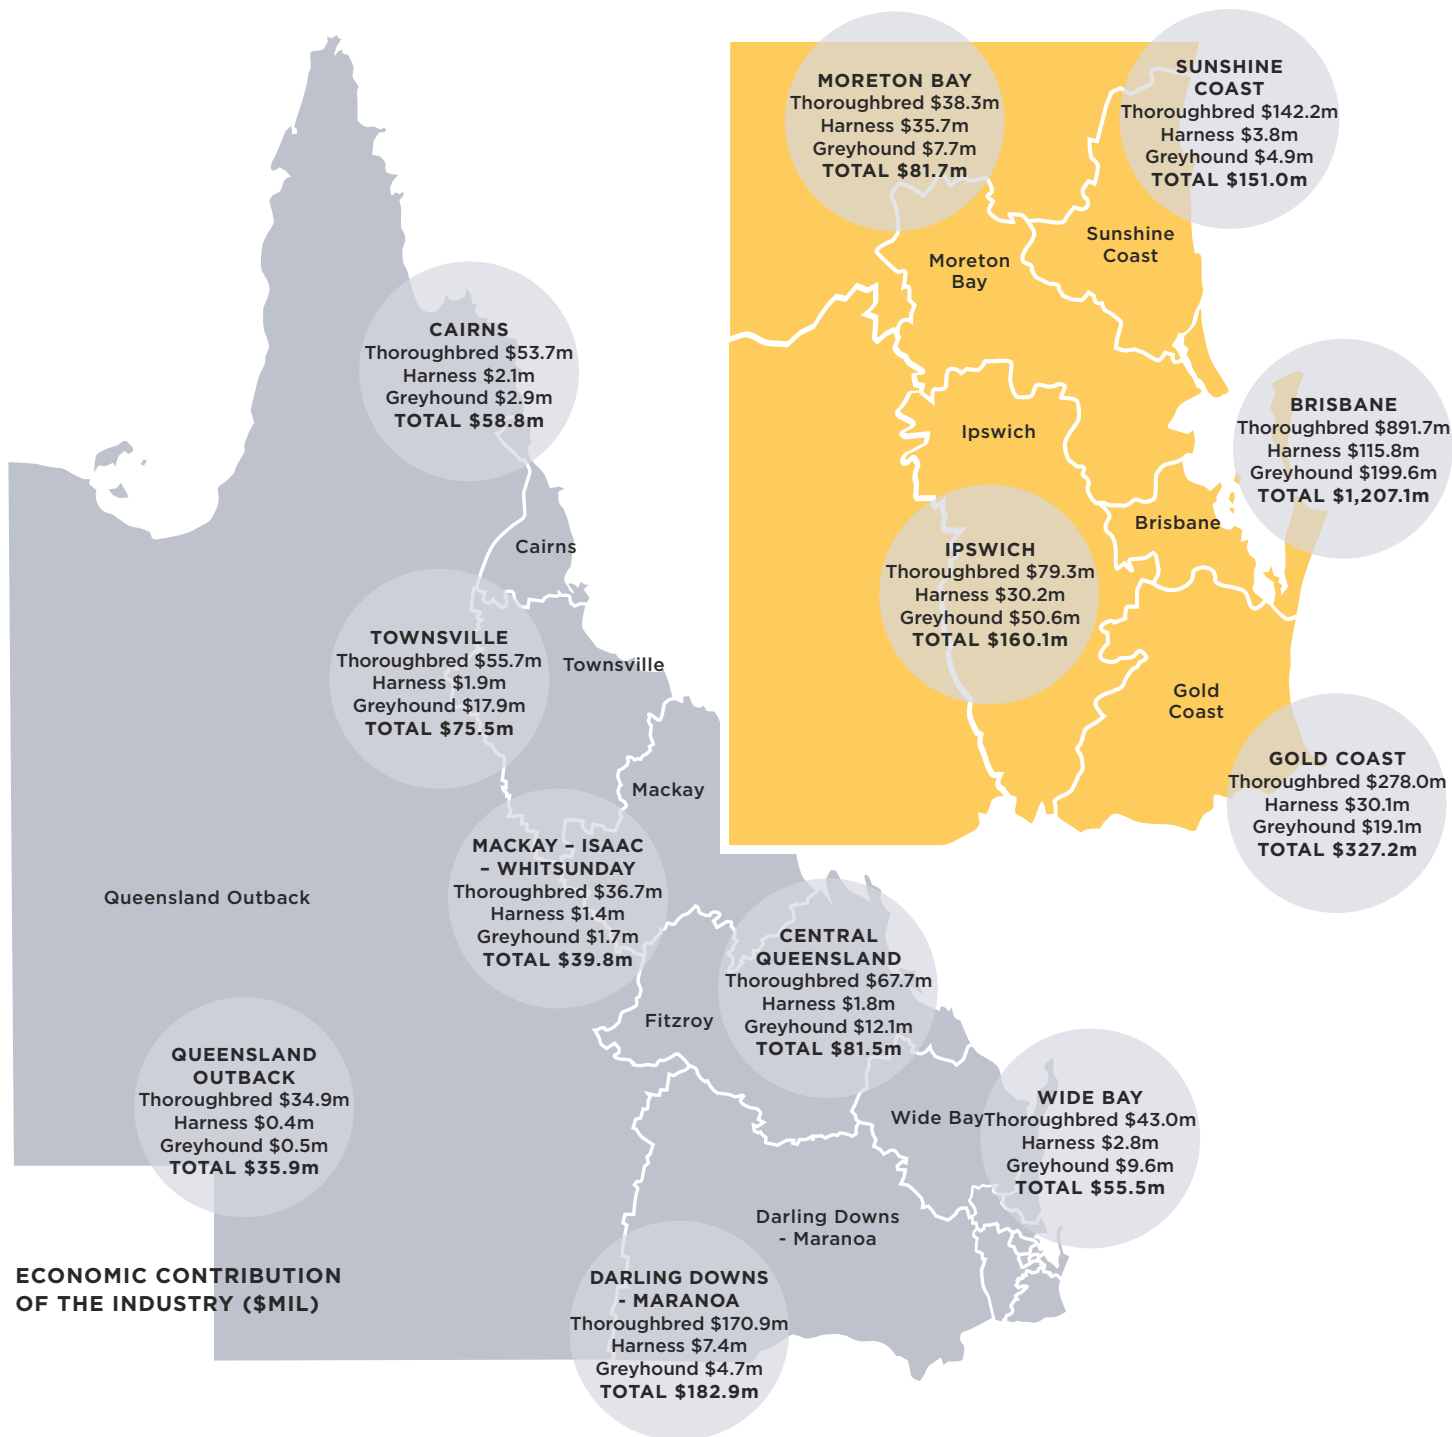 MORETON BAY
Thoroughbred $38.3m
Harness $35.7m
Greyhound $7.7m
TOTAL $81.7m
SUNSHINE
COAST
Thoroughbred $142.2m
Harness $3.8m
Greyhound $4.9m
TOTAL $151.0m
Sunshine
Coast
Moreton
Bay
CAIRNS
Thoroughbred $53.7m
Harness $2.1m
Greyhound $2.9m
TOTAL $58.8m
BRISBANE
Thoroughbred $891.7m
Harness $115.8m
Greyhound $199.6m
TOTAL $1,207.1m
Ipswich
Brisbane
Cairns
IPSWICH
Thoroughbred $79.3m
Harness $30.2m
Greyhound $50.6m
TOTAL $160.1m
TOWNSVILLE
Thoroughbred $55.7m
Harness $1.9m
Greyhound $17.9m
TOTAL $75.5m
Townsville
Gold
Coast
GOLD COAST
Thoroughbred $278.0m
Harness $30.1m
Greyhound $19.1m
TOTAL $327.2m
Mackay
MACKAY – ISAAC
– WHITSUNDAY
Thoroughbred $36.7m
Harness $1.4m
Greyhound $1.7m
TOTAL $39.8m
Queensland Outback
CENTRAL
QUEENSLAND
Thoroughbred $67.7m
Harness $1.8m
Greyhound $12.1m
TOTAL $81.5m
Fitzroy
QUEENSLAND
OUTBACK
Thoroughbred $34.9m
Harness $0.4m
Greyhound $0.5m
TOTAL $35.9m
Wide Bay
WIDE BAY
Thoroughbred $43.0m
Harness $2.8m
Greyhound $9.6m
TOTAL $55.5m
Darling Downs
- Maranoa
DARLING DOWNS
- MARANOA
Thoroughbred $170.9m
Harness $7.4m
Greyhound $4.7m
TOTAL $182.9m
ECONOMIC CONTRIBUTION
OF THE INDUSTRY ($MIL)